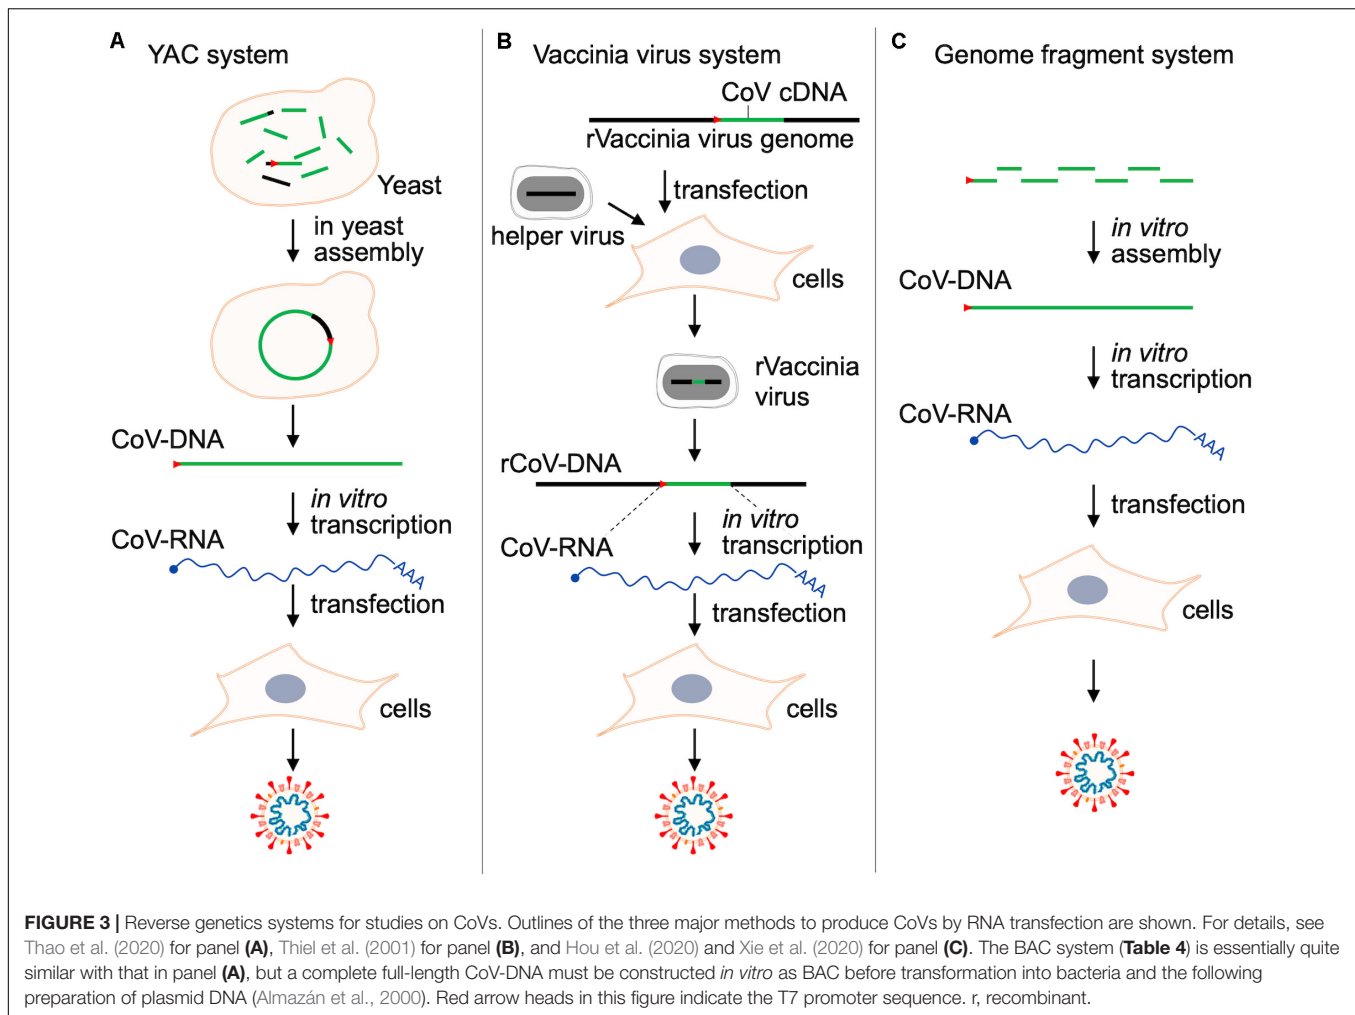 A
YAC system
Yeast
in yeast
assembly
CoV-DNA
in vitro
transcription
CoV-RNA
AAA
transfection
cells
B
Vaccinia virus system
CoV cDNA
rVaccinia virus genome
transfection
helper virus
cells
rVaccinia
virus
rCoV-DNA
in vitro
transcription
CoV-RNA
AAA
transfection
cells
C
Genome fragment system
in vitro
assembly
CoV-DNA
in vitro
transcription
CoV-RNA
AAA
transfection
cells
FIGURE 3 | Reverse genetics systems for studies on CoVs. Outlines of the three major methods to produce CoVs by RNA transfection are shown. For details, see
Thao et al. (2020) for panel (A), Thiel et al. (2001) for panel (B), and Hou et al. (2020) and Xie et al. (2020) for panel (C). The BAC system (Table 4) is essentially quite
similar with that in panel (A), but a complete full-length CoV-DNA must be constructed in vitro as BAC before transformation into bacteria and the following
preparation of plasmid DNA (Almazán et al., 2000). Red arrow heads in this figure indicate the T7 promoter sequence. r, recombinant.